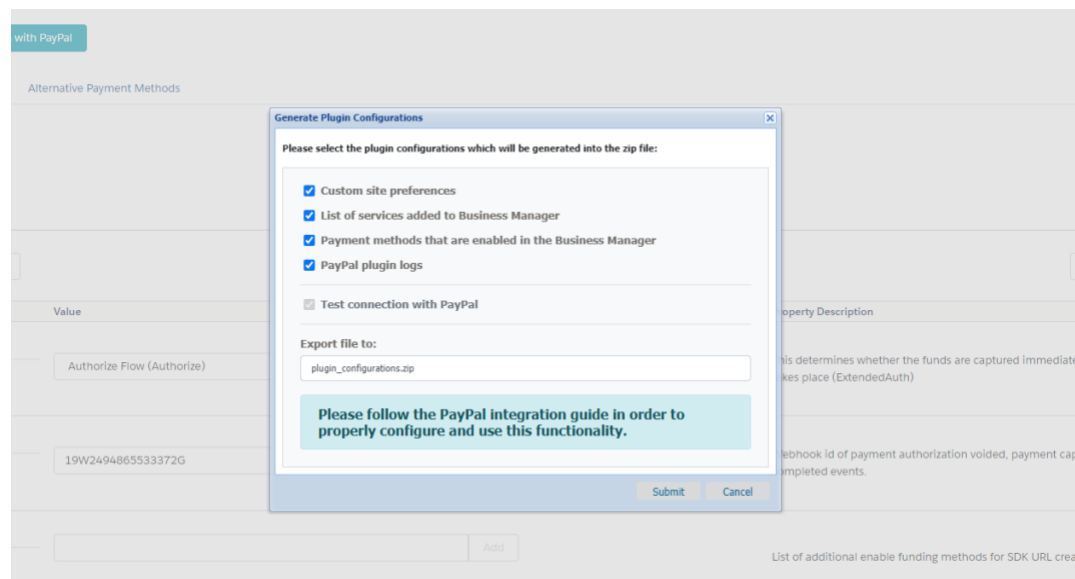 with PayPal
Alternative Payment Methods
Generate Plugin Configurations
Please select the plugin configurations which will be generated into the zip file:
Custom site preferences
List of services added to Business Manager
Payment methods that are enabled in the Business Manager
PayPal plugin logs
Test connection with PayPal
Value
operty Description
Export file to:
Authorize Flow (Authorize)
plugin_configurations.zip
his determines whether the funds are captured immediate
kes place (ExtendedAuth)
Please follow the PayPal integration guide in order to
properly configure and use this functionality.
19W2494865533372G
ebhook id of payment authorization voided, payment cap
ompleted events.
Submit
Cancel
Add
List of additional enable funding methods for SDK URL crea